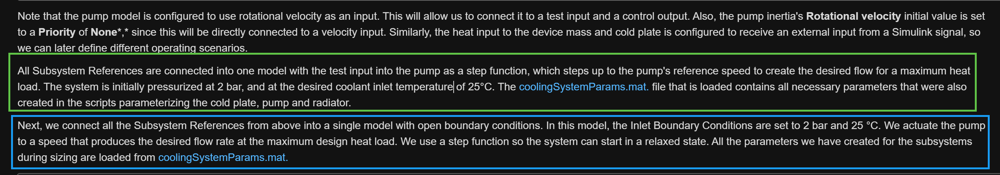 Note that the pump model is configured to use rotational velocity as an input. This will allow us to connect it to a test input and a control output. Also, the pump inertia's Rotational velocity initial value is set
to a Priority of None*,* since this will be directly connected to a velocity input. Similarly, the heat input to the device mass and cold plate is configured to receive an external input from a Simulink signal, so
we can later define different operating scenarios.
All Subsystem References are connected into one model with the test input into the pump as a step function, which steps up to the pump's reference speed to create the desired flow for a maximum heat
load. The system is initially pressurized at 2 bar, and at the desired coolant inlet temperature of 25°C. The coolingSystemParams.mat. file that is loaded contains all necessary parameters that were also
created in the scripts parameterizing the cold plate, pump and radiator.
Next, we connect all the Subsystem References from above into a single model with open boundary conditions. In this model, the Inlet Boundary Conditions are set to 2 bar and 25 °C. We actuate the pump
to a speed that produces the desired flow rate at the maximum design heat load. We use a step function so the system can start in a relaxed state. All the parameters we have created for the subsystems
during sizing are loaded from coolingSystemParams.mat.